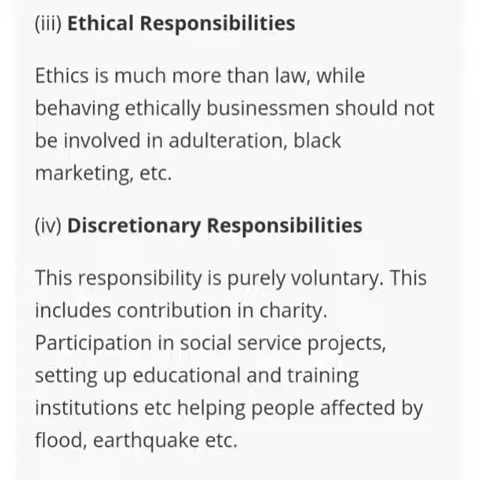 (iii) Ethical Responsibilities
Ethics is much more than law, while
behaving ethically businessmen should not
be involved in adulteration, black
marketing, etc.
(iv) Discretionary Responsibilities
This responsibility is purely voluntary. This
includes contribution in charity.
Participation in social service projects,
setting up educational and training
institutions etc helping people affected by
flood, earthquake etc.